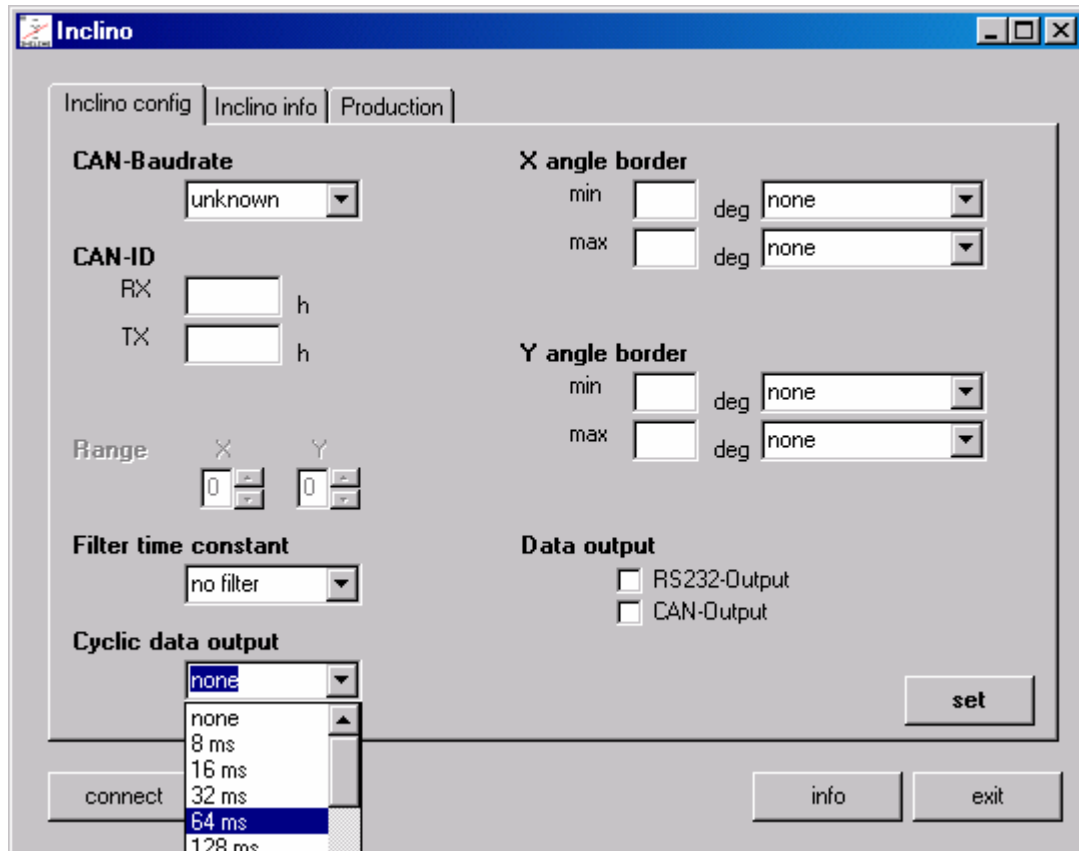 Inclino
Inclino config Inclino info Production
CAN-Baudrate
unknown
CAN-ID
RX h
TX h
Range X Y
0 0
Filter time constant
no filter
Cyclic data output
none
none
8 ms
16 ms
32 ms
64 ms
128 ms
X angle border
min deg none
max deg none
Y angle border
min deg none
max deg none
Data output
RS232-Output
CAN-Output
set
connect
info
exit